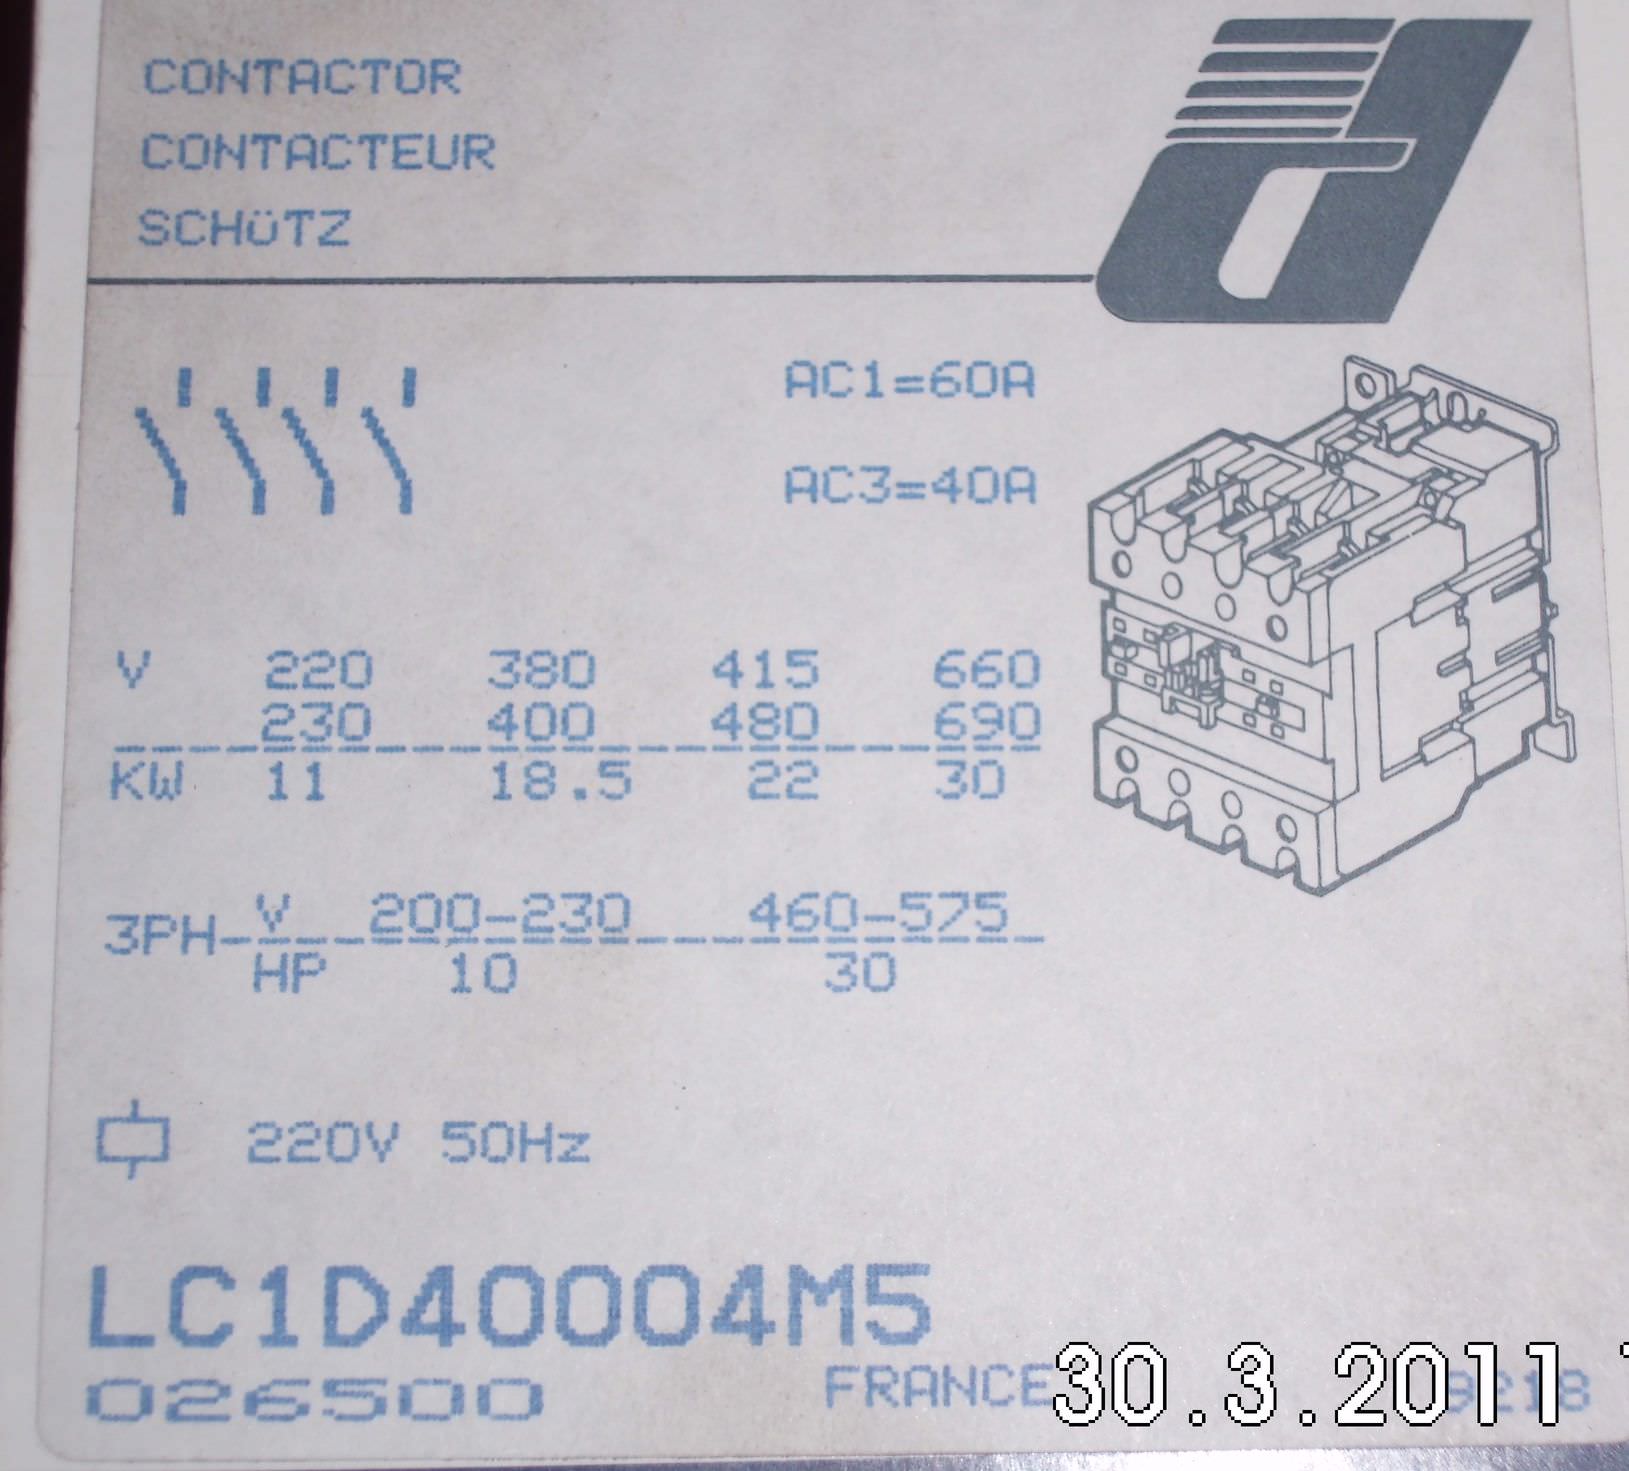 CONTACTOR
CONTACTEUR
SCHüTZ
AC1=60A
AC3=40A
V 220 380 415 660
230 400 480 690
KW 11 18.5 22 30
3PH V 200-230 460-575
HP 10 30
220V 50Hz
LC1D40004M5
026500 FRANCE
30.3.2011